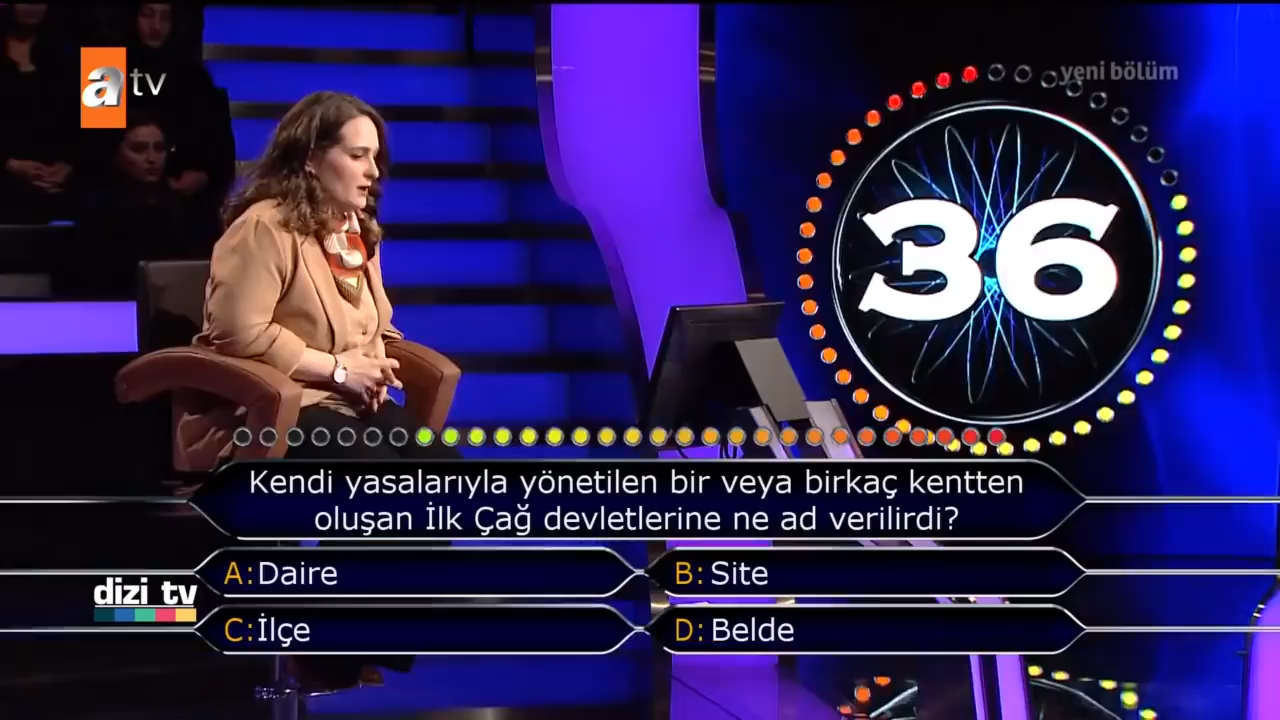 atv
yeni bölüm
36
Kendi yasalarıyla yönetilen bir veya birkaç kentten
oluşan İlk Çağ devletlerine ne ad verilirdi?
A: Daire
B: Site
C: İlçe
D: Belde
dizi tv